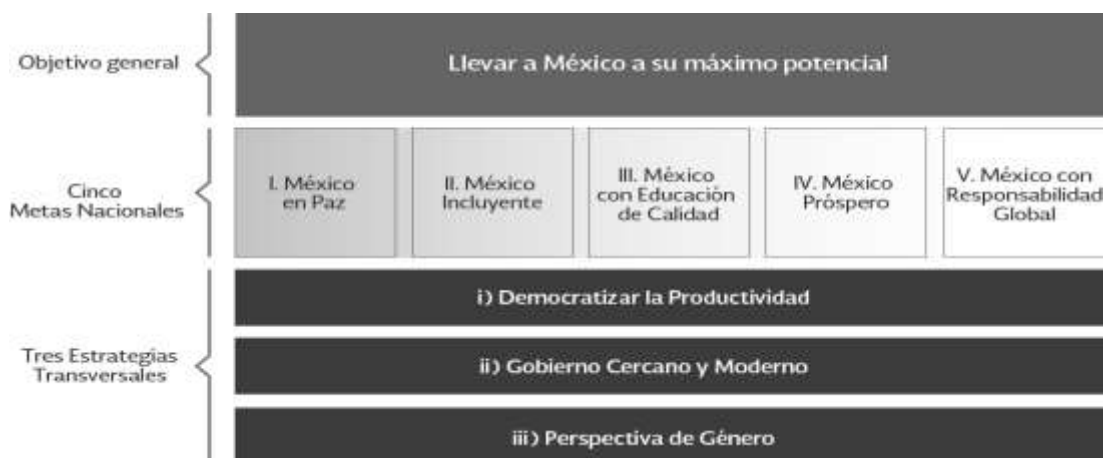 Objetivo general
Llevar a México a su máximo potencial
Cinco
Metas Nacionales
I. México
en Paz
II. México
Incluyente
III. México
con Educación
de Calidad
IV. México
Próspero
V. México con
Responsabilidad
Global
Tres Estrategias
Transversales
i) Democratizar la Productividad
ii) Gobierno Cercano y Moderno
iii) Perspectiva de Género